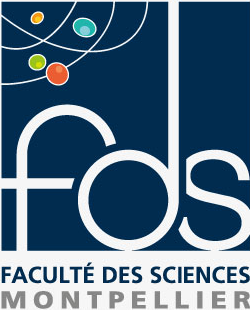 fds
FACULTÉ DES SCIENCES
MONTPELLIER